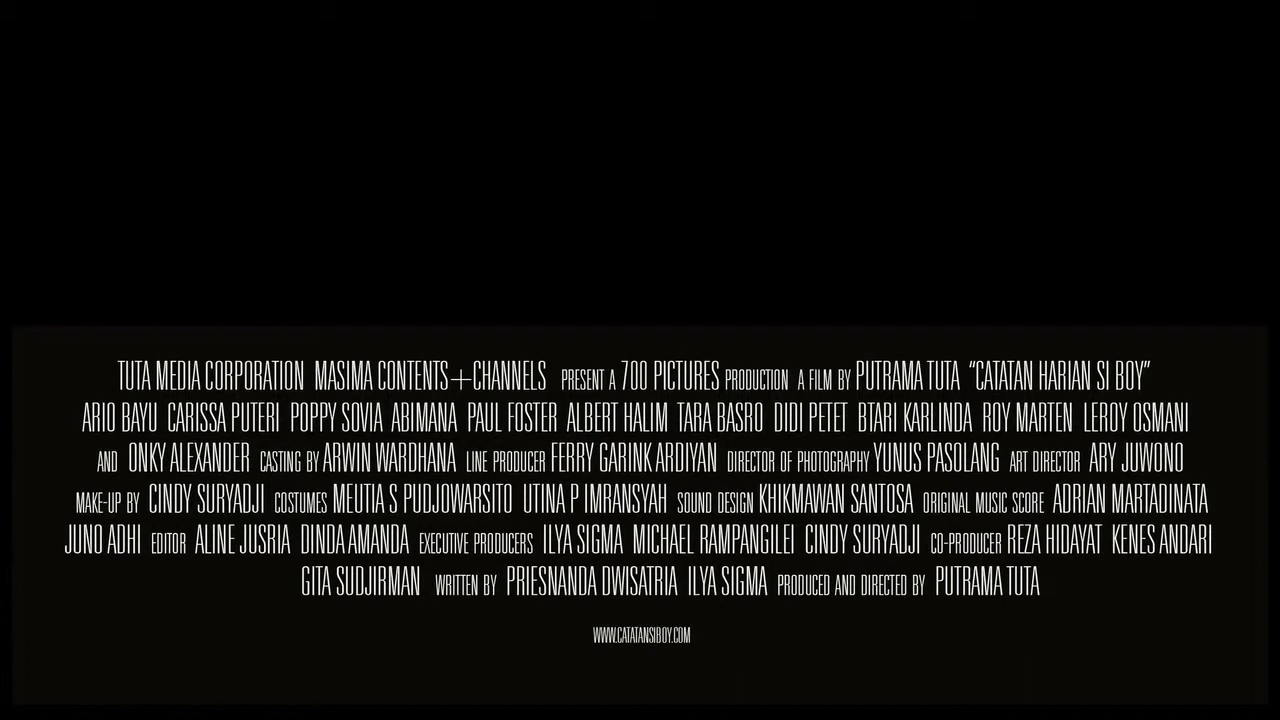 TUTA MEDIA CORPORATION MASIMA CONTENTS+CHANNELS PRESENT A 700 PICTURES PRODUCTION A FILM BY PUTRAMA TUTA "CATATAN HARIAN SI BOY"
ARIO BAYU CARISSA PUTERI POPPY SOVIA ABIMANA PAUL FOSTER ALBERT HALIM TARA BASRO DIDI PETET BTARI KARLINDA ROY MARTEN LEROY OSMANI
AND ONKY ALEXANDER CASTING BY ARWIN WARDHANA LINE PRODUCER FERRY GARINK ARDIYAN DIRECTOR OF PHOTOGRAPHY YUNUS PASOLANG ART DIRECTOR ARY JUWONO
MAKE-UP BY CINDY SURYADJI COSTUMES MEUTIA S PUDJOWARSITO UTINA P IMRANSYAH SOUND DESIGN KHIKMAWAN SANTOSA ORIGINAL MUSIC SCORE ADRIAN MARTADINATA
JUNO ADHI EDITOR ALINE JUSRIA DINDA AMANDA EXECUTIVE PRODUCERS ILYA SIGMA MICHAEL RAMPANGILEI CINDY SURYADJI CO-PRODUCER REZA HIDAYAT KENES ANDARI
GITA SUDJIRMAN WRITTEN BY PRIESNANDA DWISATRIA ILYA SIGMA PRODUCED AND DIRECTED BY PUTRAMA TUTA
WWW.CATATANSIBOY.COM